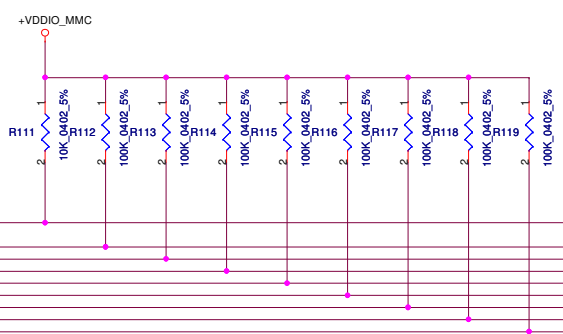 +VDDIO_MMC
1 1 1 1 1 1 1 1 1
R111 R112 R113 R114 R115 R116 R117 R118 R119
10K_0402_5% 100K_0402_5% 100K_0402_5% 100K_0402_5% 100K_0402_5% 100K_0402_5% 100K_0402_5% 100K_0402_5% 100K_0402_5%
2 2 2 2 2 2 2 2 2